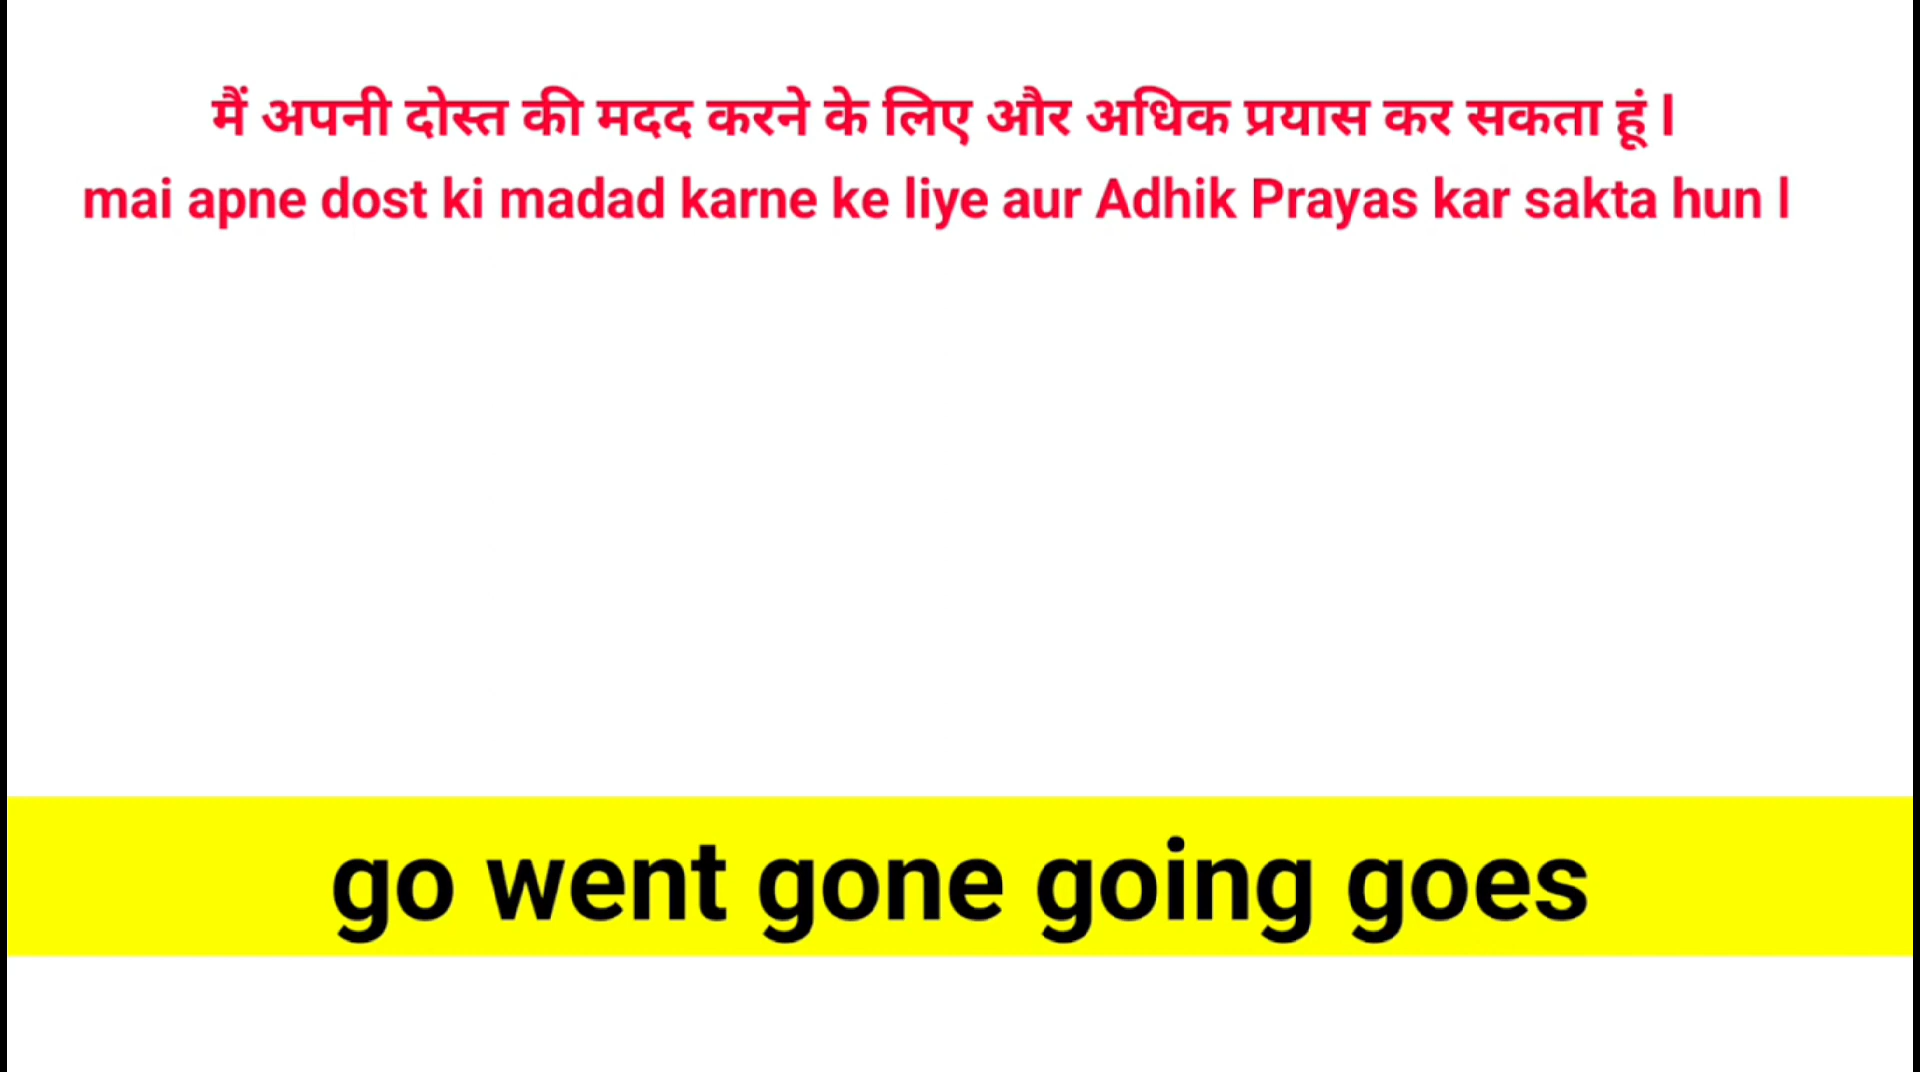 मैं अपनी दोस्त की मदद करने के लिए और अधिक प्रयास कर सकता हूं l
mai apne dost ki madad karne ke liye aur Adhik Prayas kar sakta hun l
go went gone going goes